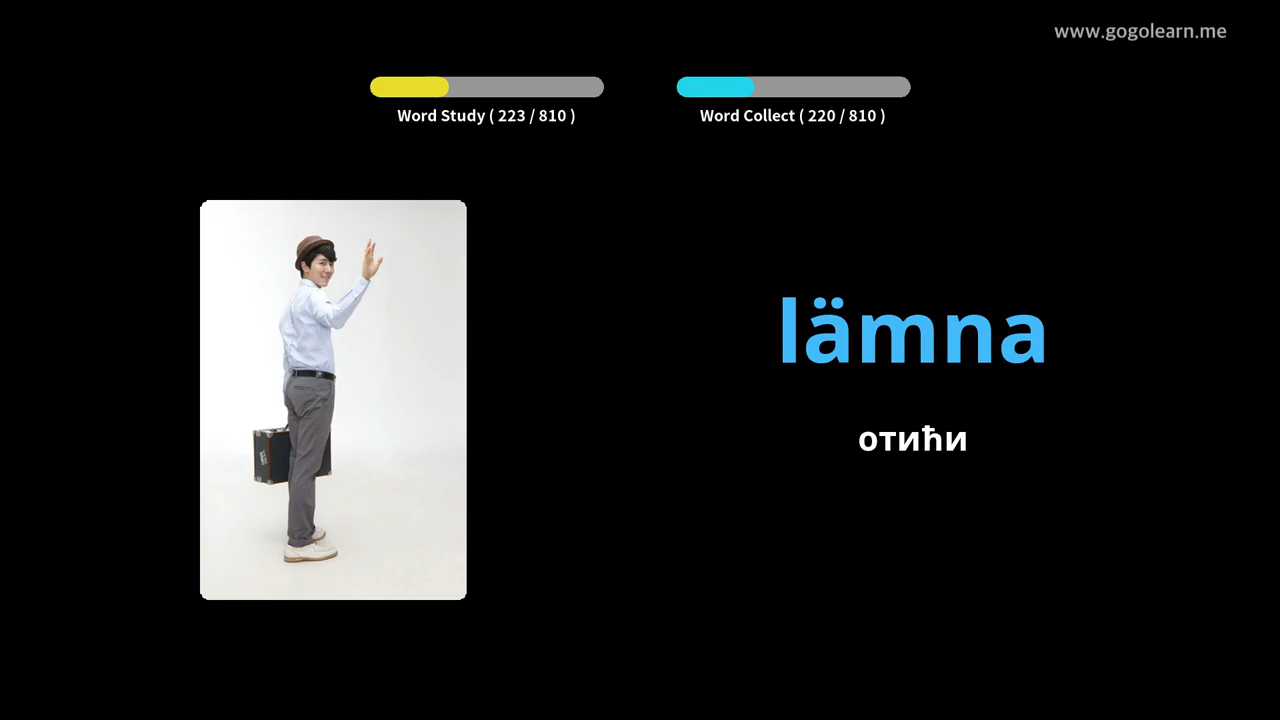 www.gogolearn.me
Word Study ( 223 / 810 )
Word Collect ( 220 / 810 )
lämna
отићи